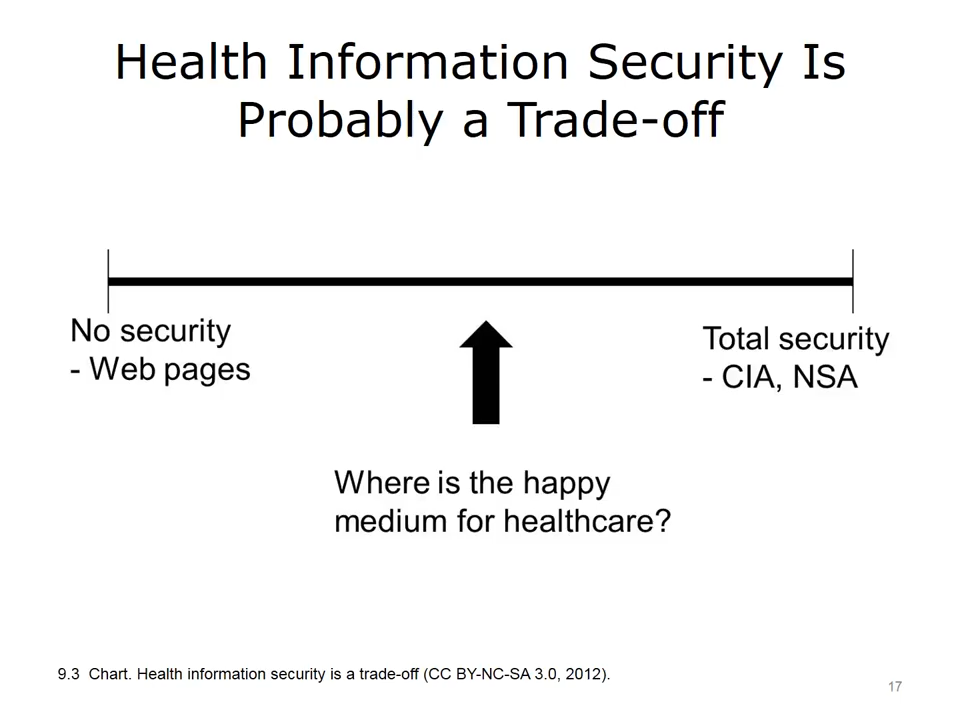 Health Information Security Is
Probably a Trade-off
No security
- Web pages
Total security
- CIA, NSA
Where is the happy
medium for healthcare?
9.3  Chart. Health information security is a trade-off (CC BY-NC-SA 3.0, 2012).
17